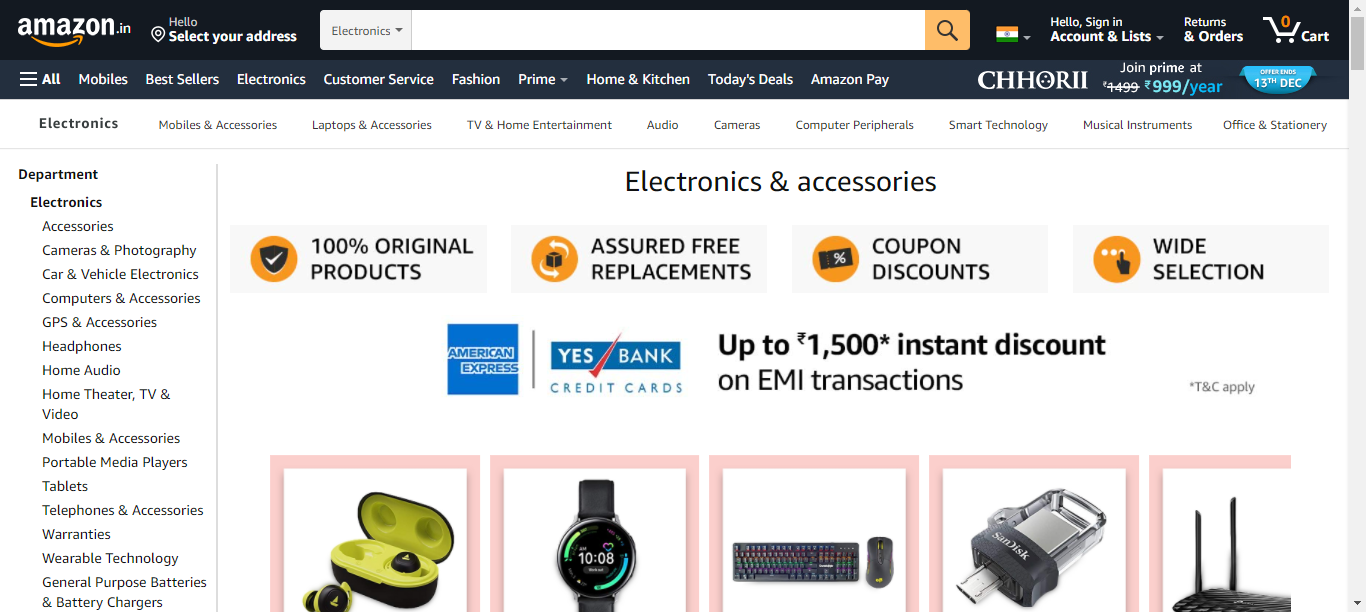 amazon.in
Hello
Select your address
Electronics
Hello, Sign in
Account & Lists
Returns
& Orders
0
Cart
All
Mobiles
Best Sellers
Electronics
Customer Service
Fashion
Prime
Home & Kitchen
Today's Deals
Amazon Pay
CHHORII
Join prime at
₹1499 ₹999/year
OFFER ENDS
13TH DEC
Electronics
Mobiles & Accessories
Laptops & Accessories
TV & Home Entertainment
Audio
Cameras
Computer Peripherals
Smart Technology
Musical Instruments
Office & Stationery
Department
Electronics
Accessories
Cameras & Photography
Car & Vehicle Electronics
Computers & Accessories
GPS & Accessories
Headphones
Home Audio
Home Theater, TV &
Video
Mobiles & Accessories
Portable Media Players
Tablets
Telephones & Accessories
Warranties
Wearable Technology
General Purpose Batteries
& Battery Chargers
Electronics & accessories
100% ORIGINAL
PRODUCTS
ASSURED FREE
REPLACEMENTS
%
COUPON
DISCOUNTS
WIDE
SELECTION
AMERICAN
EXPRESS
YES BANK
CREDIT CARDS
Up to ₹1,500* instant discount
on EMI transactions
*T&C apply
10:08
SanDisk